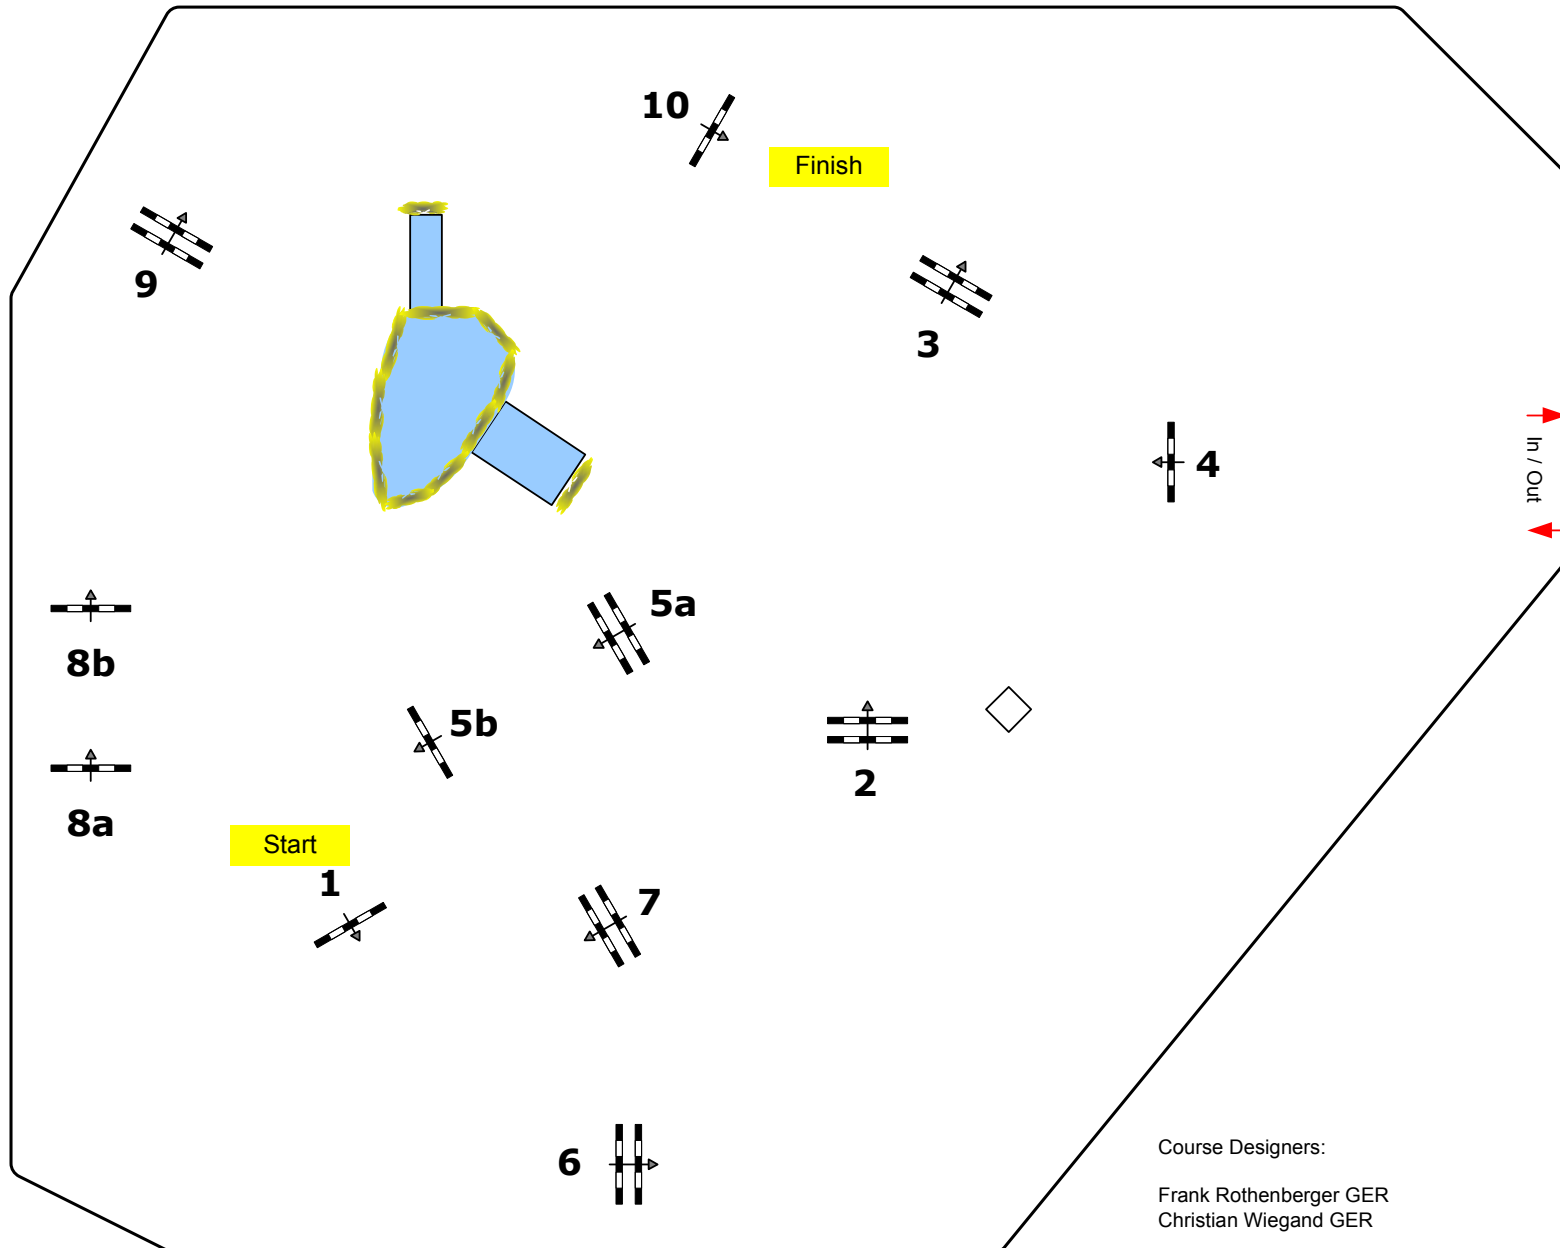 10
Finish
9
3
4
In / Out
5a
8b
5b
2
8a
Start
1
7
6
Course Designers:
Frank Rothenberger GER
Christian Wiegand GER